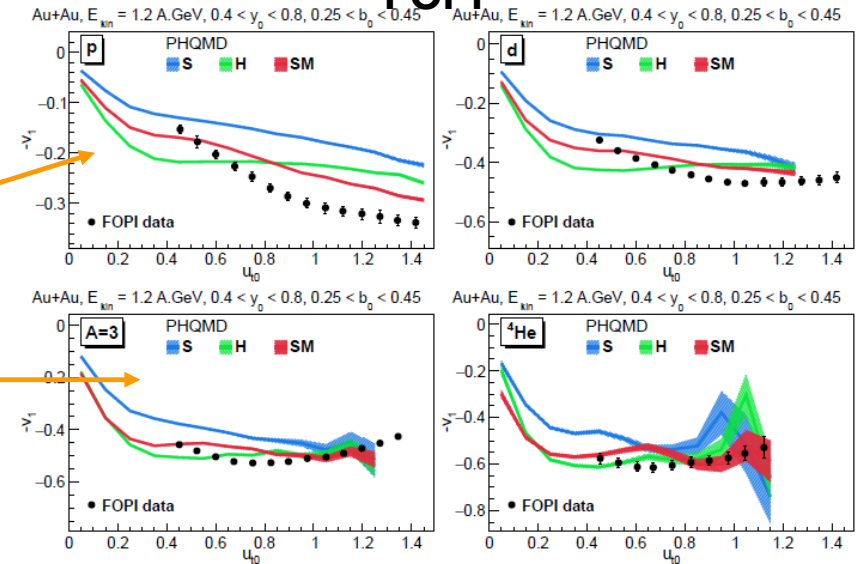 Au+Au, E_kin = 1.2 A.GeV, 0.4 < y_0 < 0.8, 0.25 < b_0 < 0.45
p
PHQMD
S H SM
0
−0.1
−0.2
−0.3
-v_1
FOPI data
0 0.2 0.4 0.6 0.8 1 1.2 1.4
u_t0
Au+Au, E_kin = 1.2 A.GeV, 0.4 < y_0 < 0.8, 0.25 < b_0 < 0.45
d
PHQMD
S H SM
0
−0.2
−0.4
−0.6
-v_1
FOPI data
0 0.2 0.4 0.6 0.8 1 1.2 1.4
u_t0
Au+Au, E_kin = 1.2 A.GeV, 0.4 < y_0 < 0.8, 0.25 < b_0 < 0.45
A=3
PHQMD
S H SM
0
−0.2
−0.4
−0.6
-v_1
FOPI data
0 0.2 0.4 0.6 0.8 1 1.2 1.4
u_t0
Au+Au, E_kin = 1.2 A.GeV, 0.4 < y_0 < 0.8, 0.25 < b_0 < 0.45
⁴He
PHQMD
S H SM
0
−0.2
−0.4
−0.6
−0.8
-v_1
FOPI data
0 0.2 0.4 0.6 0.8 1 1.2 1.4
u_t0